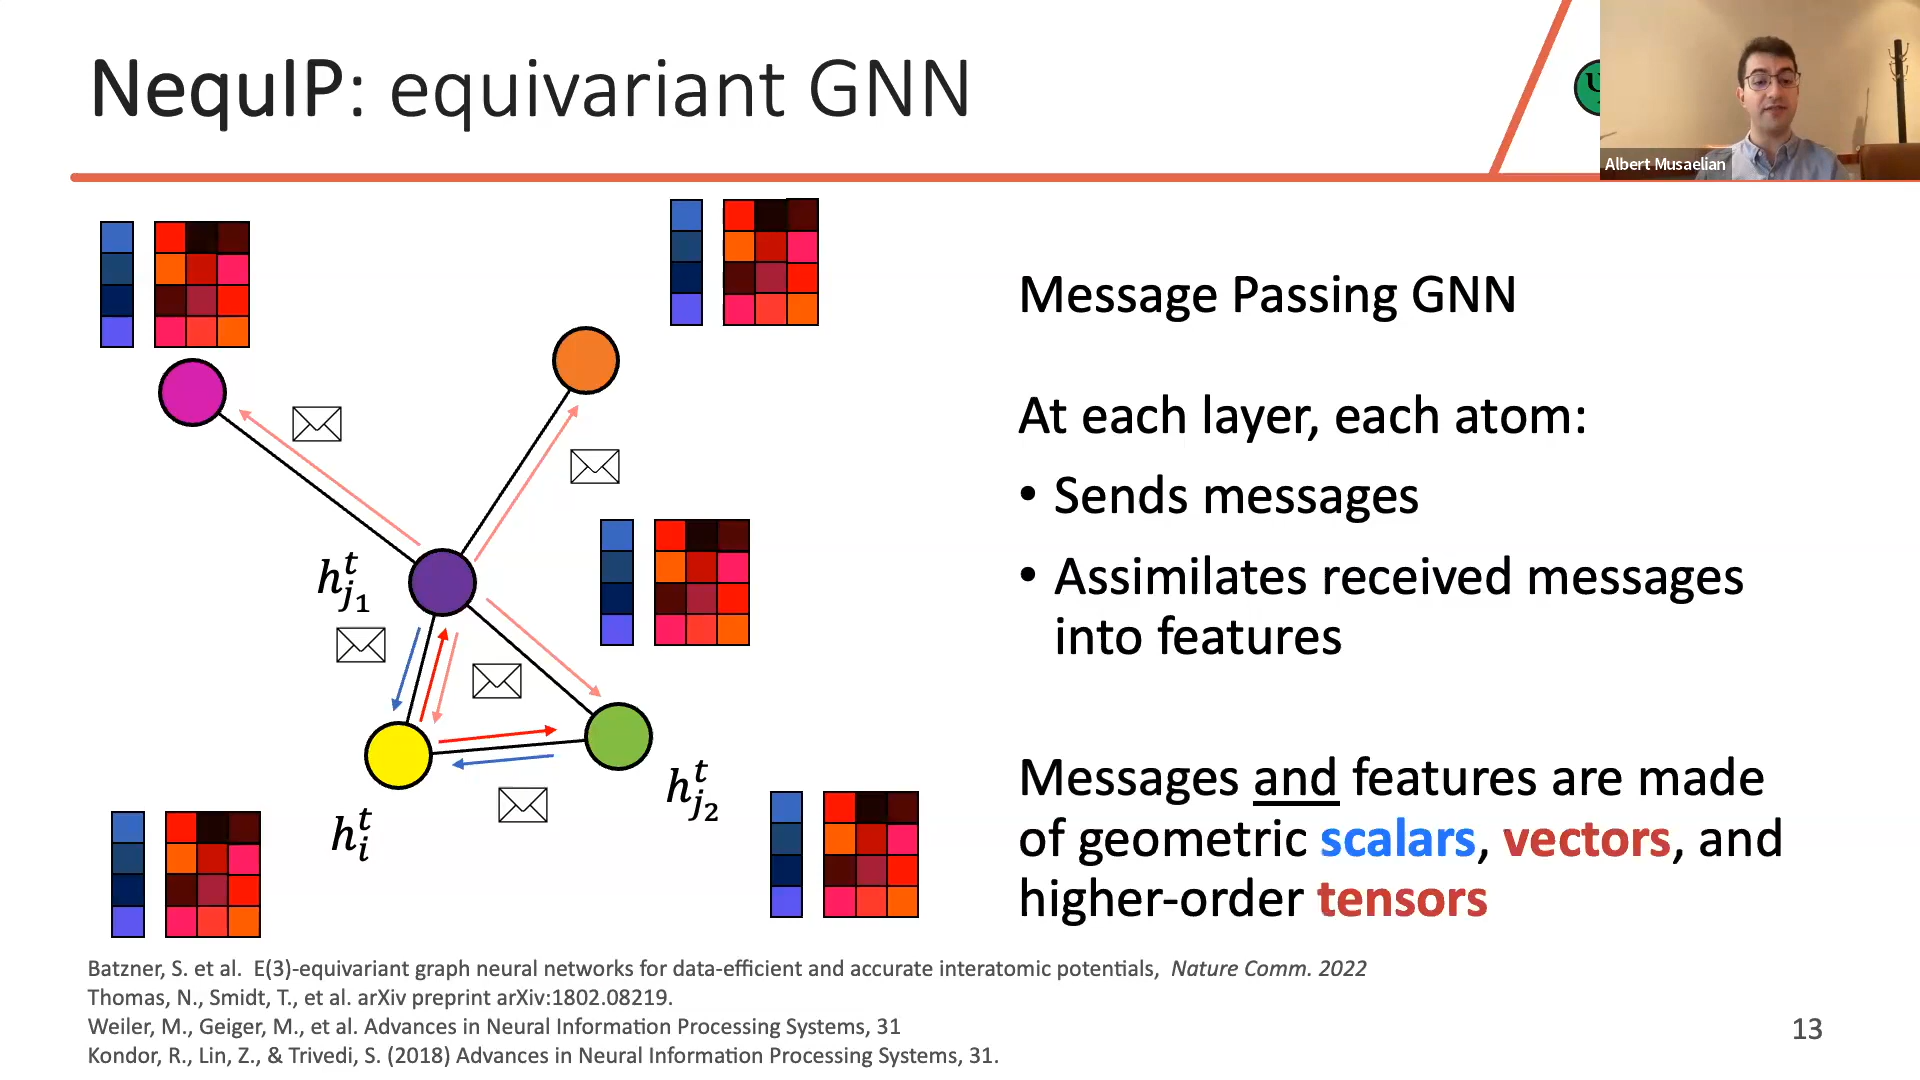 NequIP: equivariant GNN
Albert Musaelian
Message Passing GNN
At each layer, each atom:
• Sends messages
• Assimilates received messages
into features
Messages and features are made
of geometric scalars, vectors, and
higher-order tensors
h_{j_1}^t
h_i^t
h_{j_2}^t
Batzner, S. et al. E(3)-equivariant graph neural networks for data-efficient and accurate interatomic potentials, Nature Comm. 2022
Thomas, N., Smidt, T., et al. arXiv preprint arXiv:1802.08219.
Weiler, M., Geiger, M., et al. Advances in Neural Information Processing Systems, 31
Kondor, R., Lin, Z., & Trivedi, S. (2018) Advances in Neural Information Processing Systems, 31.
13